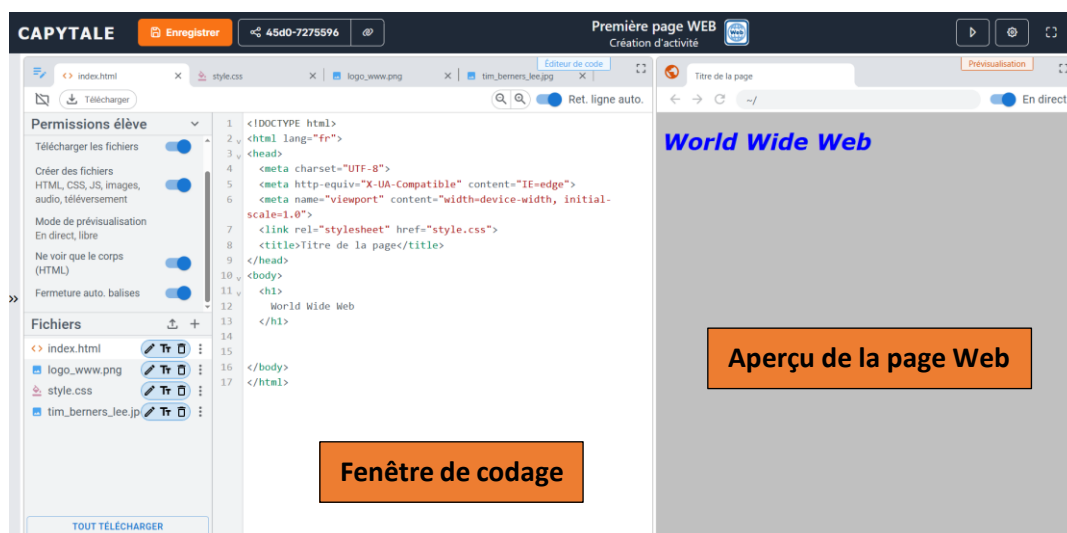 CAPYTALE
Enregistrer
45d0-7275596
Première page WEB
Web
Création d'activité
index.html
style.css
logo_www.png
tim_berners_lee.jpg
Éditeur de code
Titre de la page
Prévisualisation
Télécharger
Ret. ligne auto.
~/
En direct
Permissions élève
Télécharger les fichiers
Créer des fichiers
HTML, CSS, JS, images,
audio, téléversement
Mode de prévisualisation
En direct, libre
Ne voir que le corps
(HTML)
Fermeture auto. balises
Fichiers
index.html
logo_www.png
style.css
tim_berners_lee.jp
TOUT TÉLÉCHARGER
1 <!DOCTYPE html>
2 <html lang="fr">
3 <head>
4 <meta charset="UTF-8">
5 <meta http-equiv="X-UA-Compatible" content="IE=edge">
6 <meta name="viewport" content="width=device-width, initial-
scale=1.0">
7 <link rel="stylesheet" href="style.css">
8 <title>Titre de la page</title>
9 </head>
10 <body>
11 <h1>
12 World Wide Web
13 </h1>
14
15
16 </body>
17 </html>
Fenêtre de codage
World Wide Web
Aperçu de la page Web